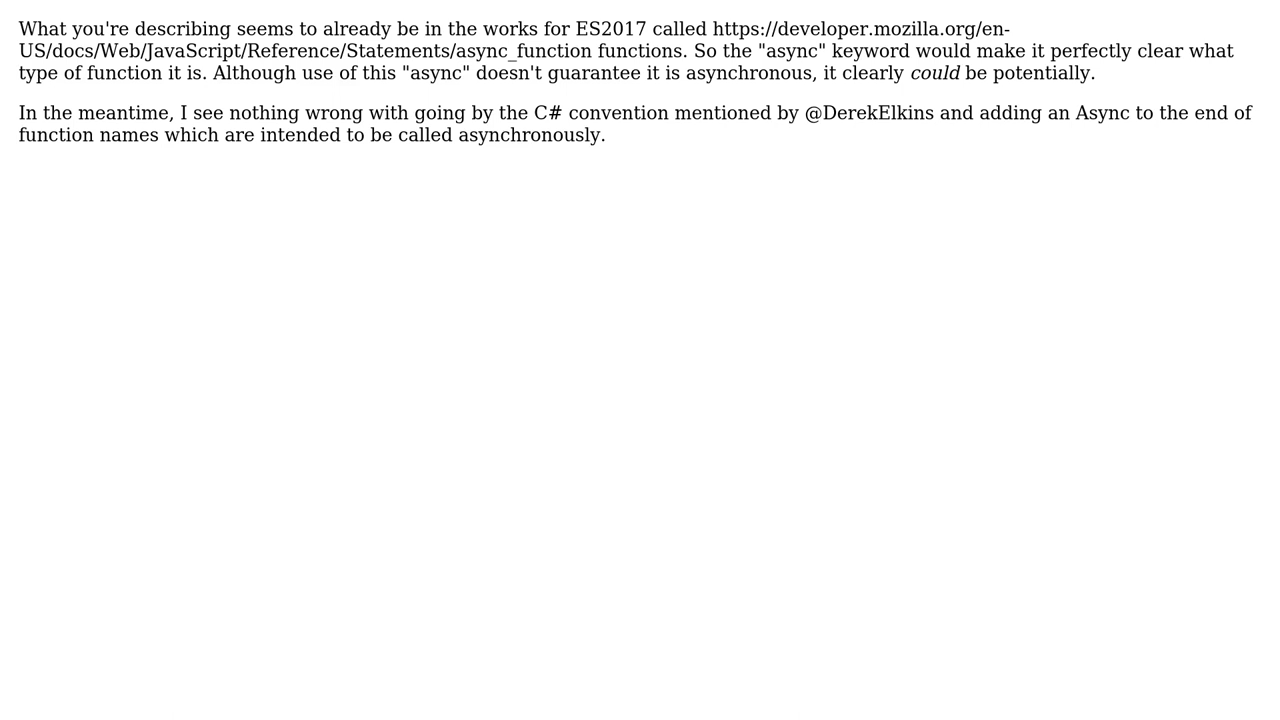 What you're describing seems to already be in the works for ES2017 called https://developer.mozilla.org/en-
US/docs/Web/JavaScript/Reference/Statements/async_function functions. So the "async" keyword would make it perfectly clear what
type of function it is. Although use of this "async" doesn't guarantee it is asynchronous, it clearly could be potentially.
In the meantime, I see nothing wrong with going by the C# convention mentioned by @DerekElkins and adding an Async to the end of
function names which are intended to be called asynchronously.